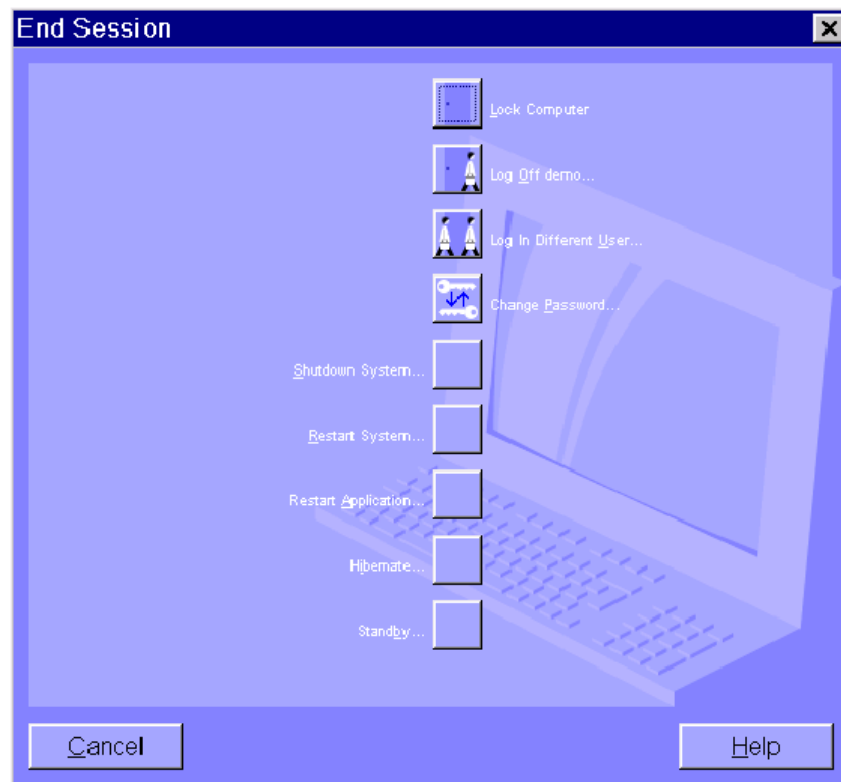 End Session
Lock Computer
Log Off demo...
Log In Different User...
Change Password...
Shutdown System...
Restart System...
Restart Application...
Hibernate...
Standby...
Cancel
Help